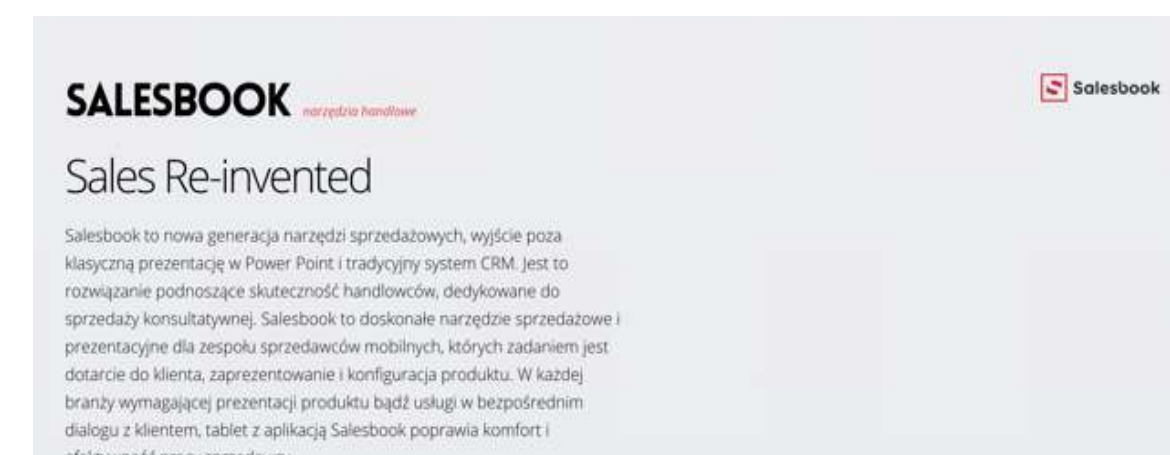 SALESBOOK narzędzia handlowe
Salesbook
Sales Re-invented
Salesbook to nowa generacja narzędzi sprzedażowych, wyjście poza
klasyczną prezentację w Power Point i tradycyjny system CRM. Jest to
rozwiązanie podnoszące skuteczność handlowców, dedykowane do
sprzedaży konsultatywnej. Salesbook to doskonałe narzędzie sprzedażowe i
prezentacyjne dla zespołu sprzedawców mobilnych, których zadaniem jest
dotarcie do klienta, zaprezentowanie i konfiguracja produktu. W każdej
branży wymagającej prezentacji produktu bądź usługi w bezpośrednim
dialogu z klientem, tablet z aplikacją Salesbook poprawia komfort i